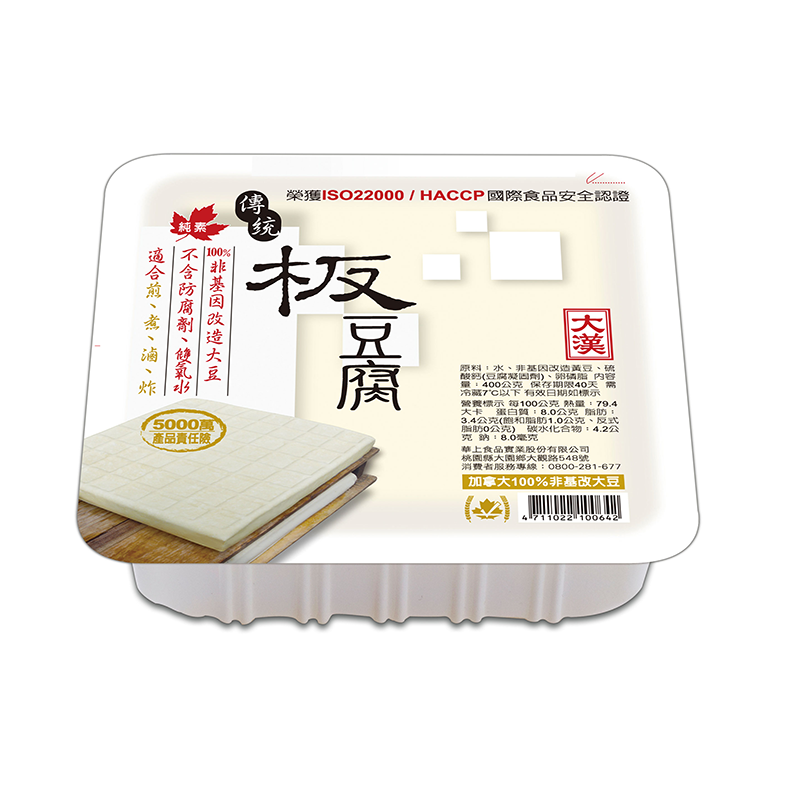 榮獲ISO22000 / HACCP國際食品安全認證
傳統
板豆腐
純素
100%非基因改造大豆
不含防腐劑、雙氧水
適合煎、煮、滷、炸
5000萬
產品責任險
大漢
原料：水、非基因改造黃豆、硫
酸鈣(豆腐凝固劑)、卵磷脂 內容
量：400公克 保存期限40天 需
冷藏7℃以下 有效日期如標示
營養標示 每100公克 熱量：79.4
大卡 蛋白質：8.0公克 脂肪：
3.4公克(飽和脂肪1.0公克、反式
脂肪0公克) 碳水化合物：4.2公
克 鈉：8.0毫克
華上食品實業股份有限公司
桃園縣大園鄉大觀路548號
消費者服務專線：0800-281-677
加拿大100%非基改大豆
4 711022 100642